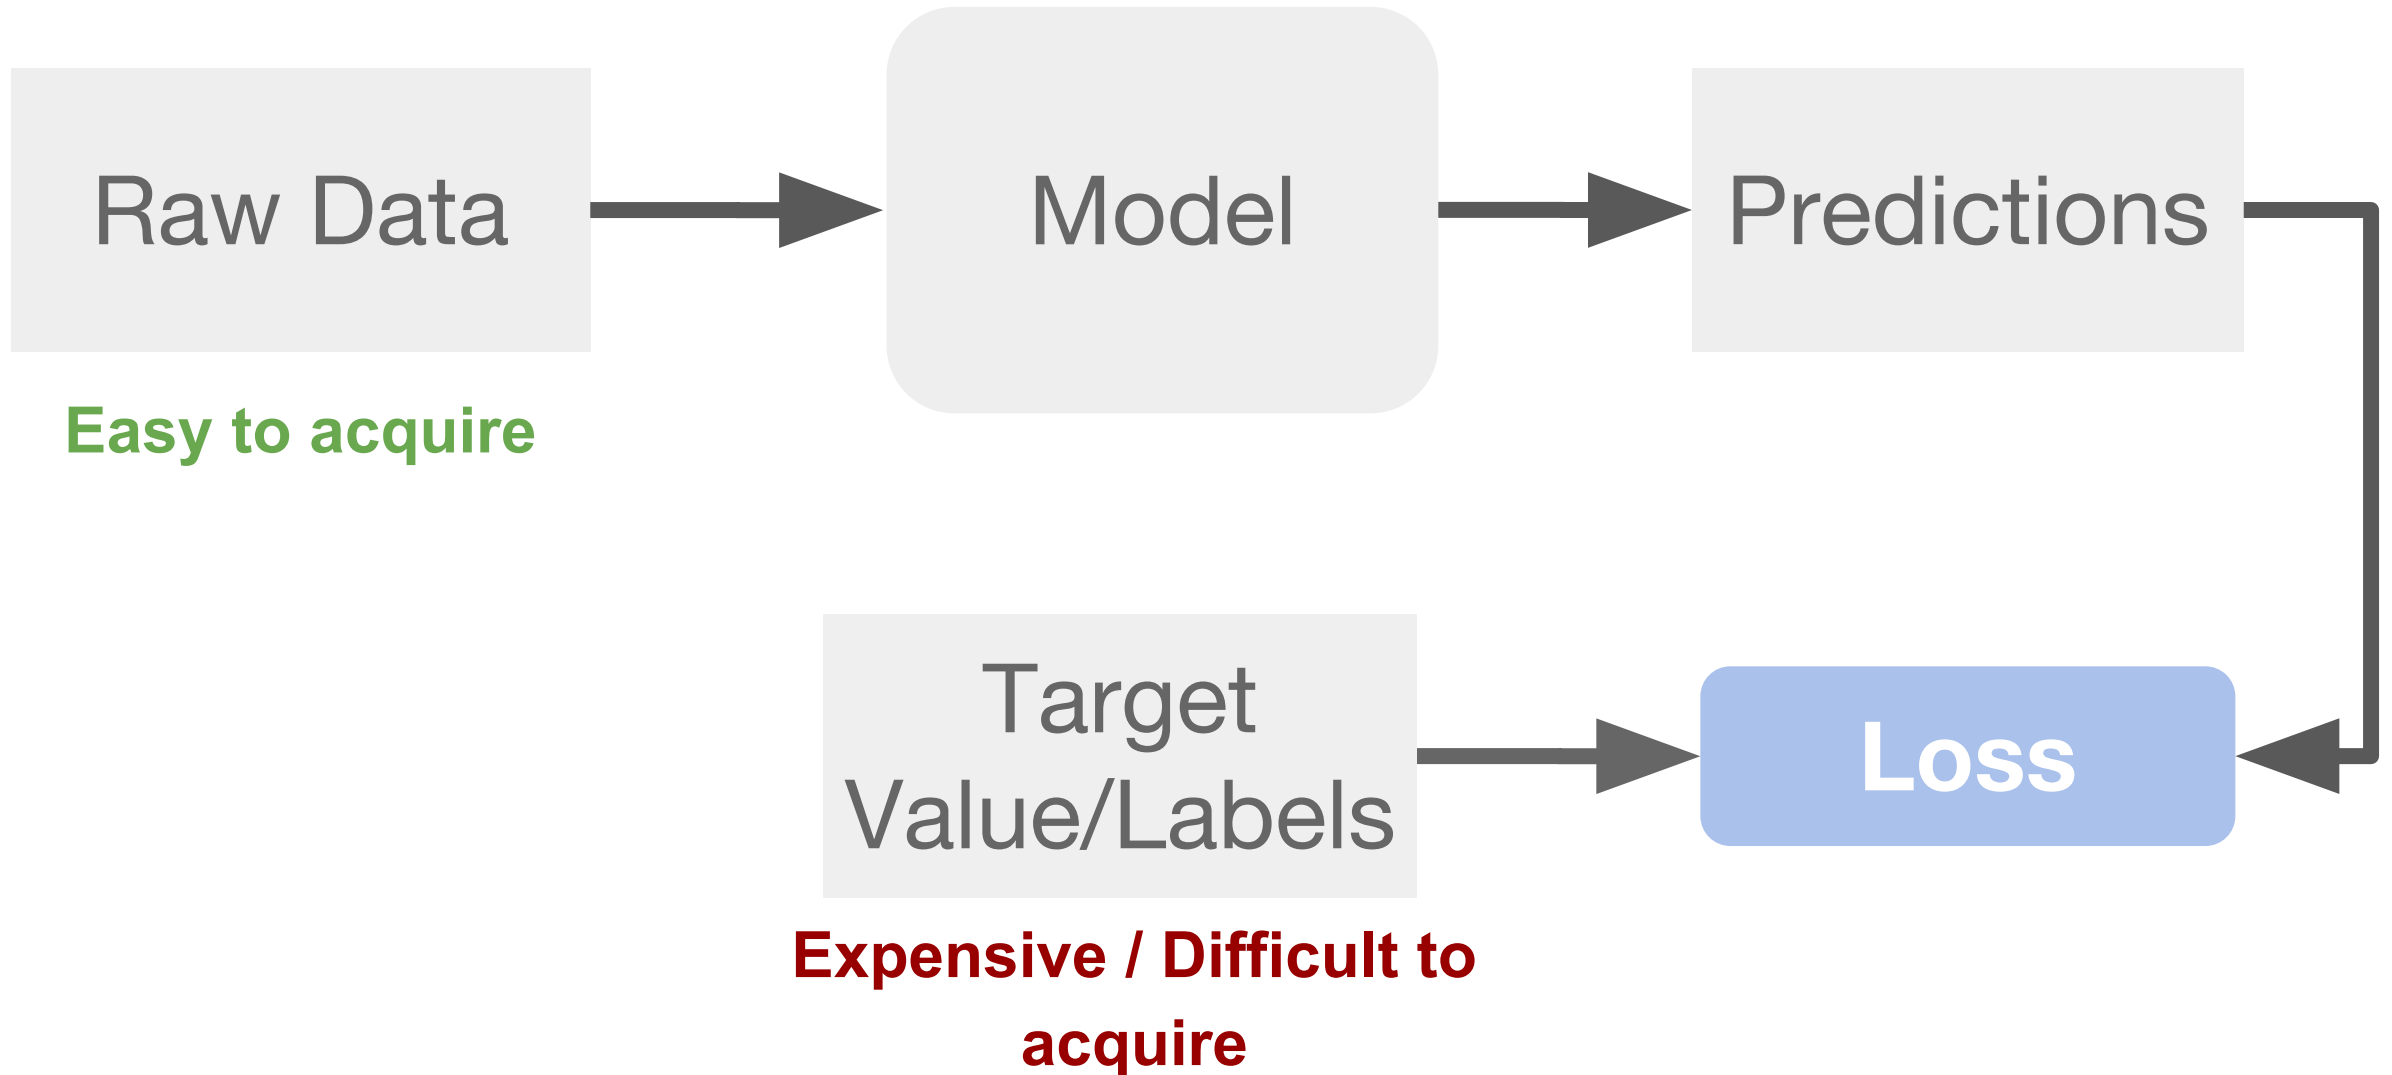 Raw Data
Model
Predictions
Easy to acquire
Target
Value/Labels
Loss
Expensive / Difficult to
acquire